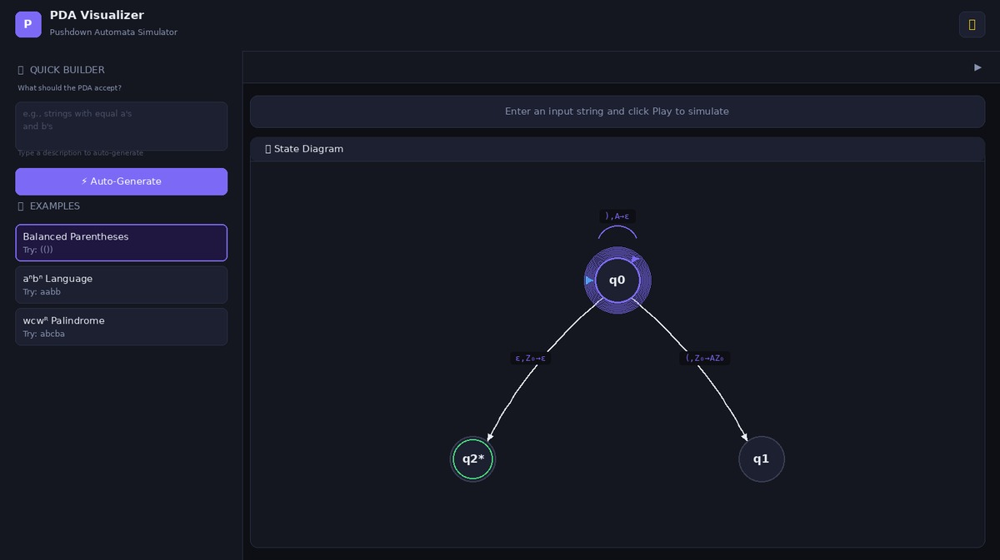 P
PDA Visualizer
Pushdown Automata Simulator
QUICK BUILDER
What should the PDA accept?
e.g., strings with equal a's
and b's
Type a description to auto-generate
⚡ Auto-Generate
EXAMPLES
Balanced Parentheses
Try: (())
aⁿbⁿ Language
Try: aabb
wcwᴿ Palindrome
Try: abcba
▶
Enter an input string and click Play to simulate
State Diagram
),A→ε
q0
ε,Z₀→ε
(,Z₀→AZ₀
q2*
q1